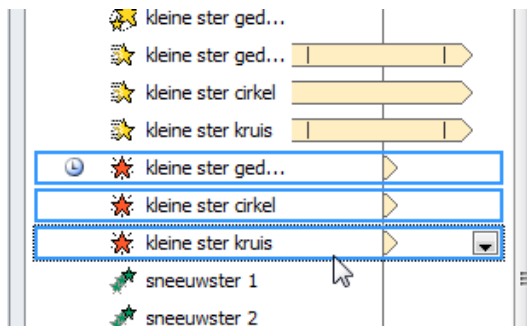 kleine ster ged...
kleine ster ged...
kleine ster cirkel
kleine ster kruis
kleine ster ged...
kleine ster cirkel
kleine ster kruis
sneeuwster 1
sneeuwster 2